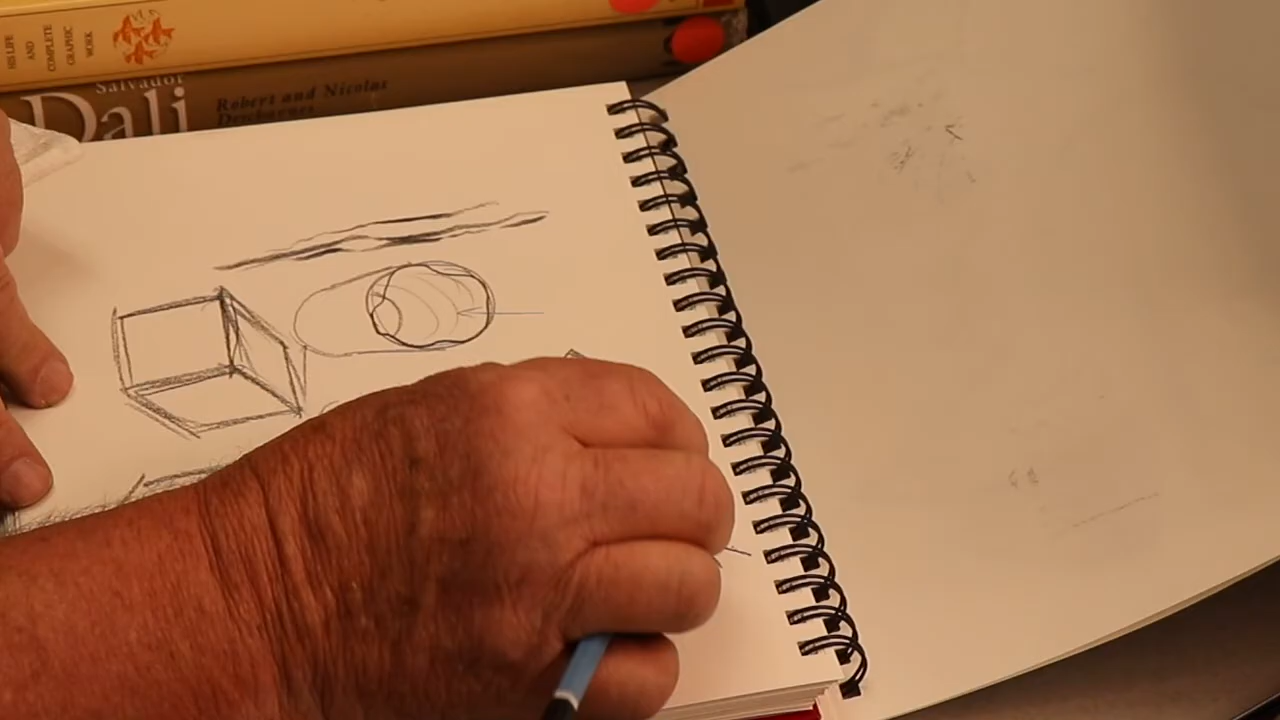 HIS LIFE
AND
COMPLETE
GRAPHIC
WORK
Salvador
Dali
Robert and Nicolas
Descharnes